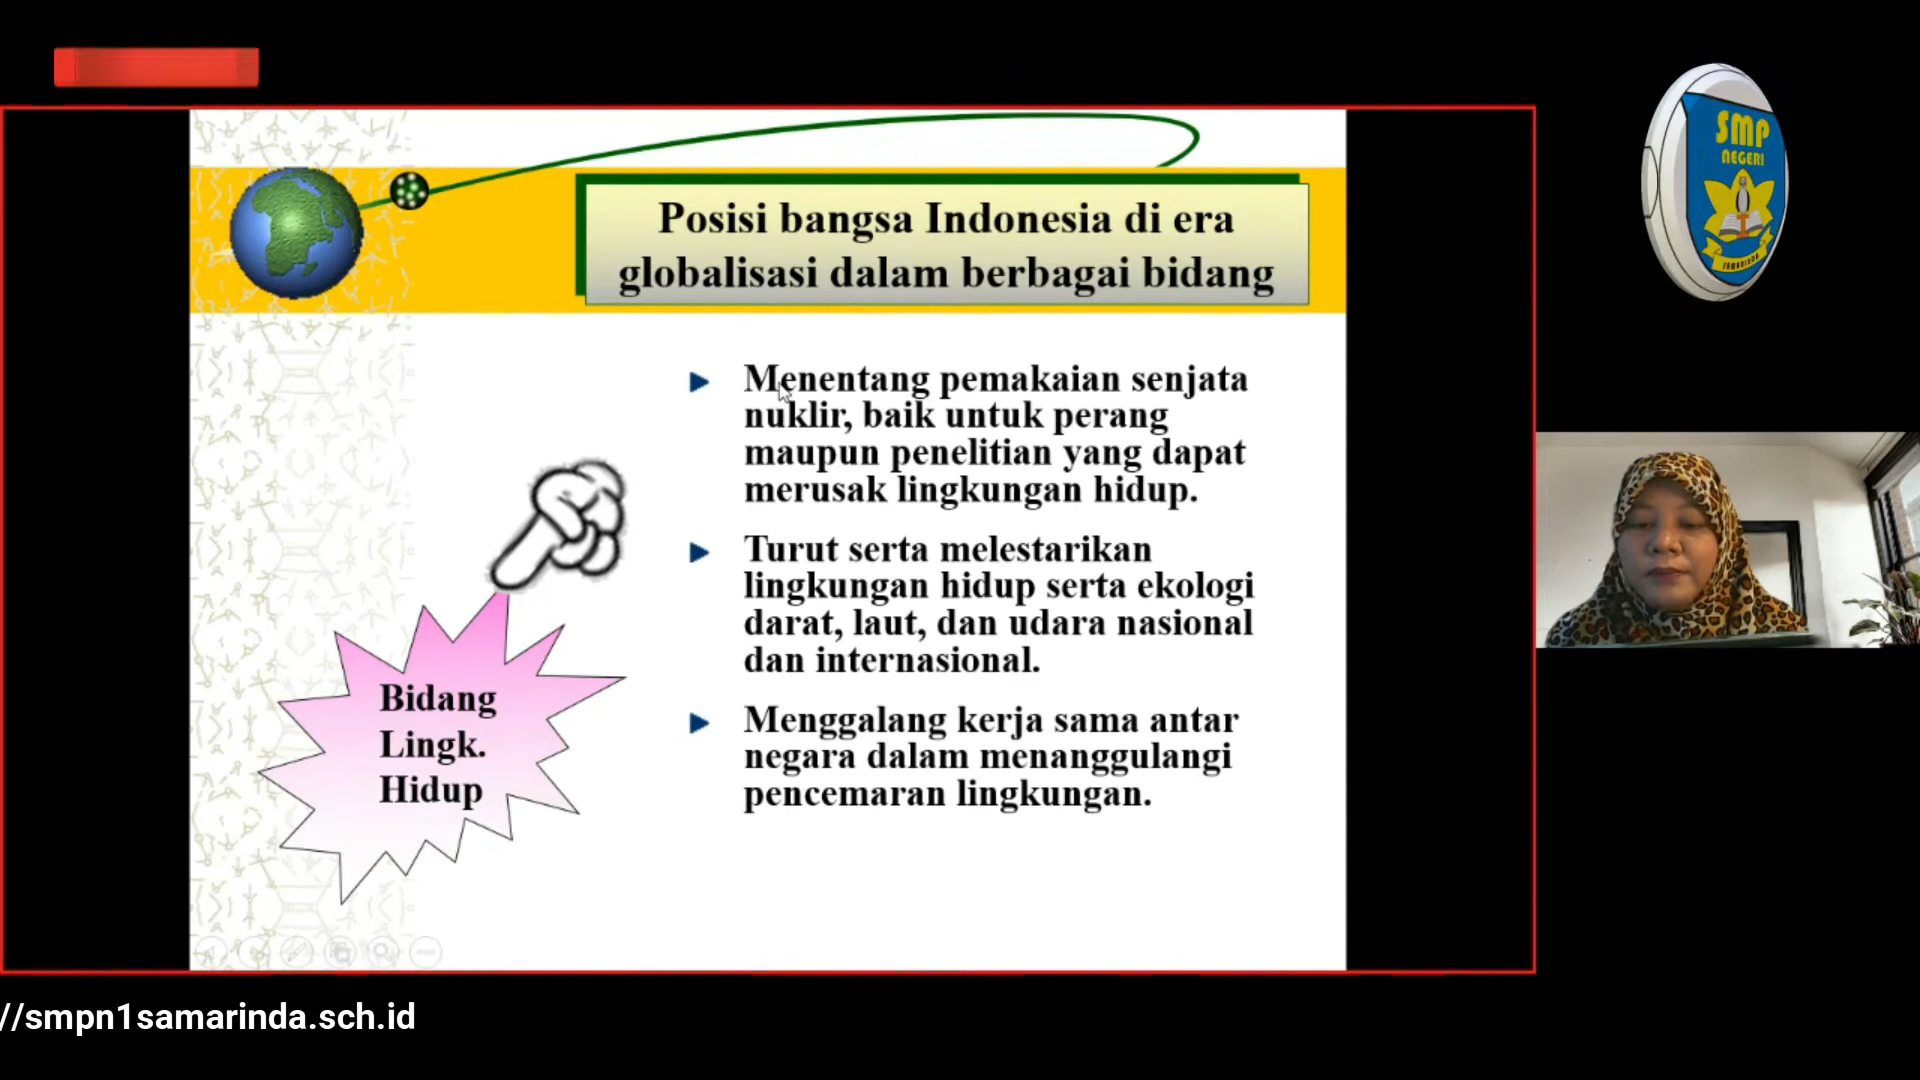 SMP
NEGERI
SAMARINDA
Posisi bangsa Indonesia di era
globalisasi dalam berbagai bidang
Menentang pemakaian senjata
nuklir, baik untuk perang
maupun penelitian yang dapat
merusak lingkungan hidup.
Turut serta melestarikan
lingkungan hidup serta ekologi
darat, laut, dan udara nasional
dan internasional.
Menggalang kerja sama antar
negara dalam menanggulangi
pencemaran lingkungan.
Bidang
Lingk.
Hidup
//smpn1samarinda.sch.id